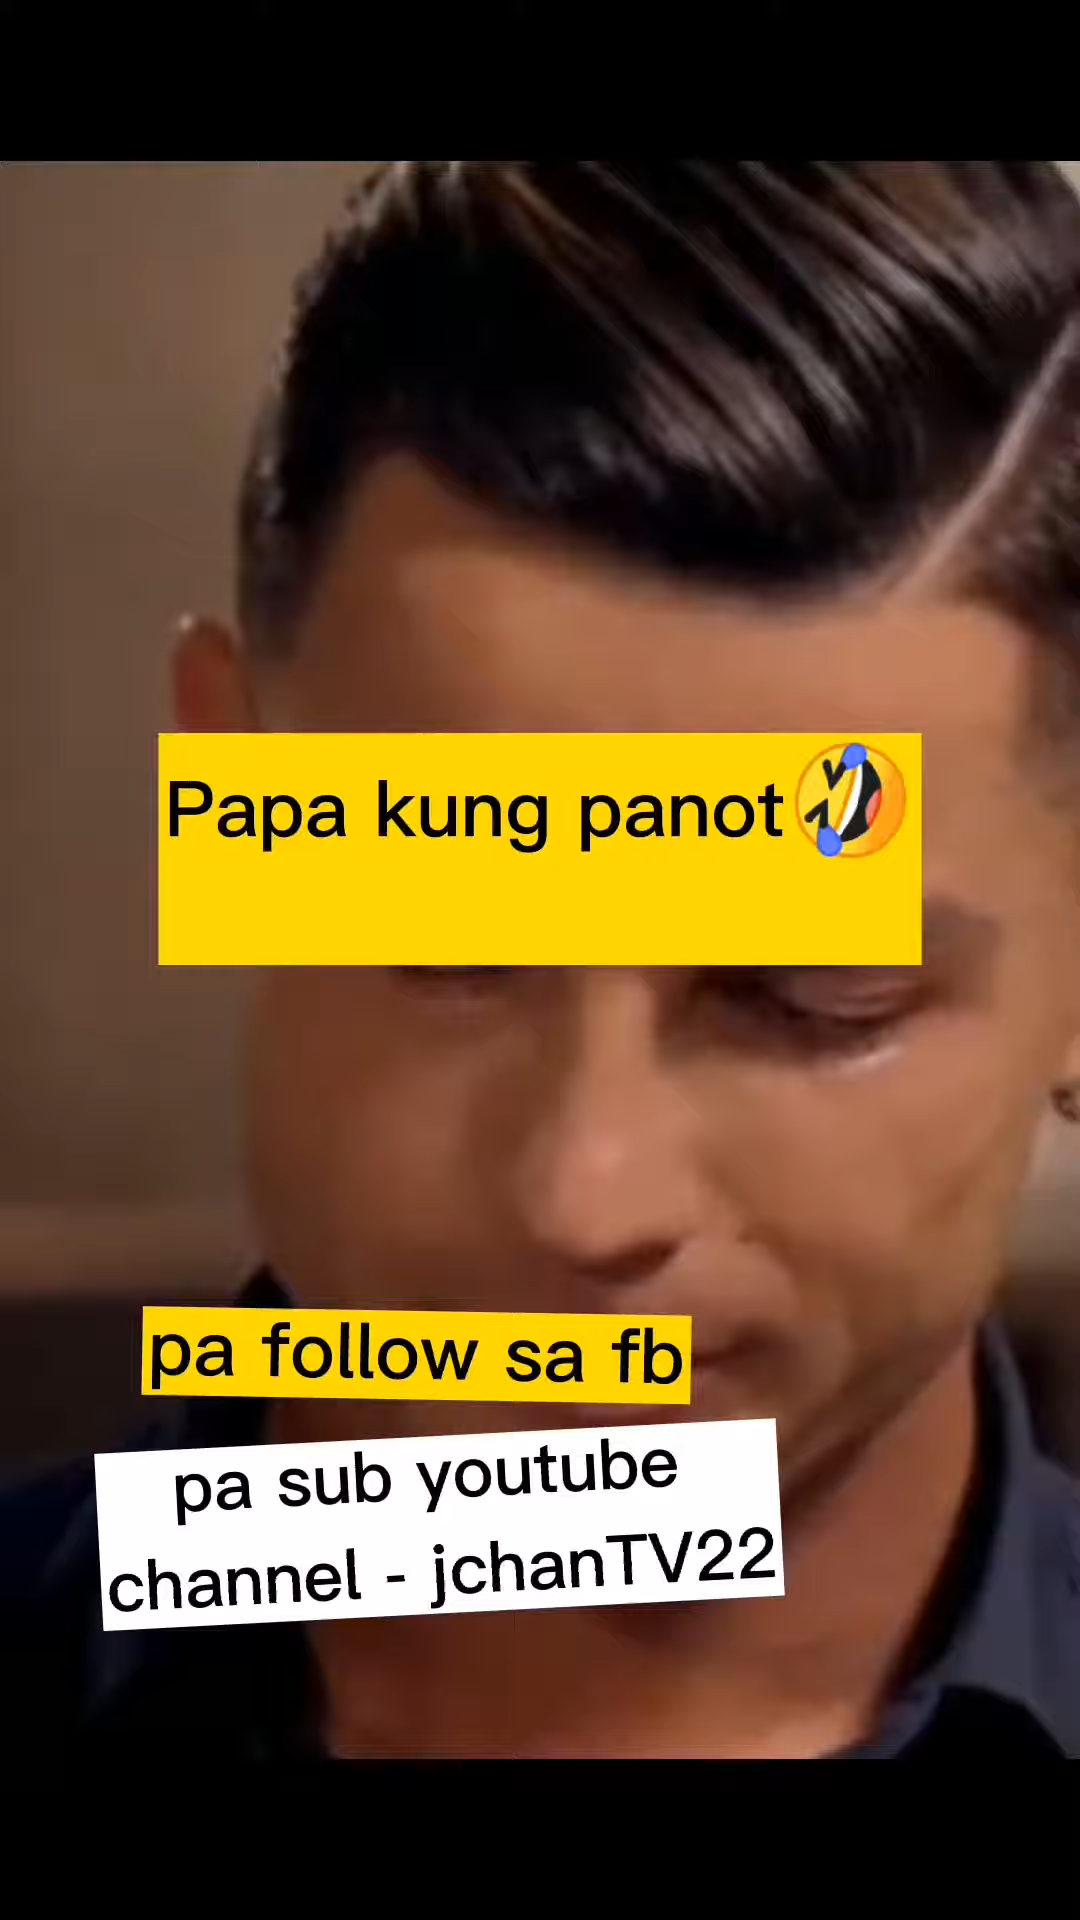 Papa kung panot🤣
pa follow sa fb
pa sub youtube
channel - jchanTV22